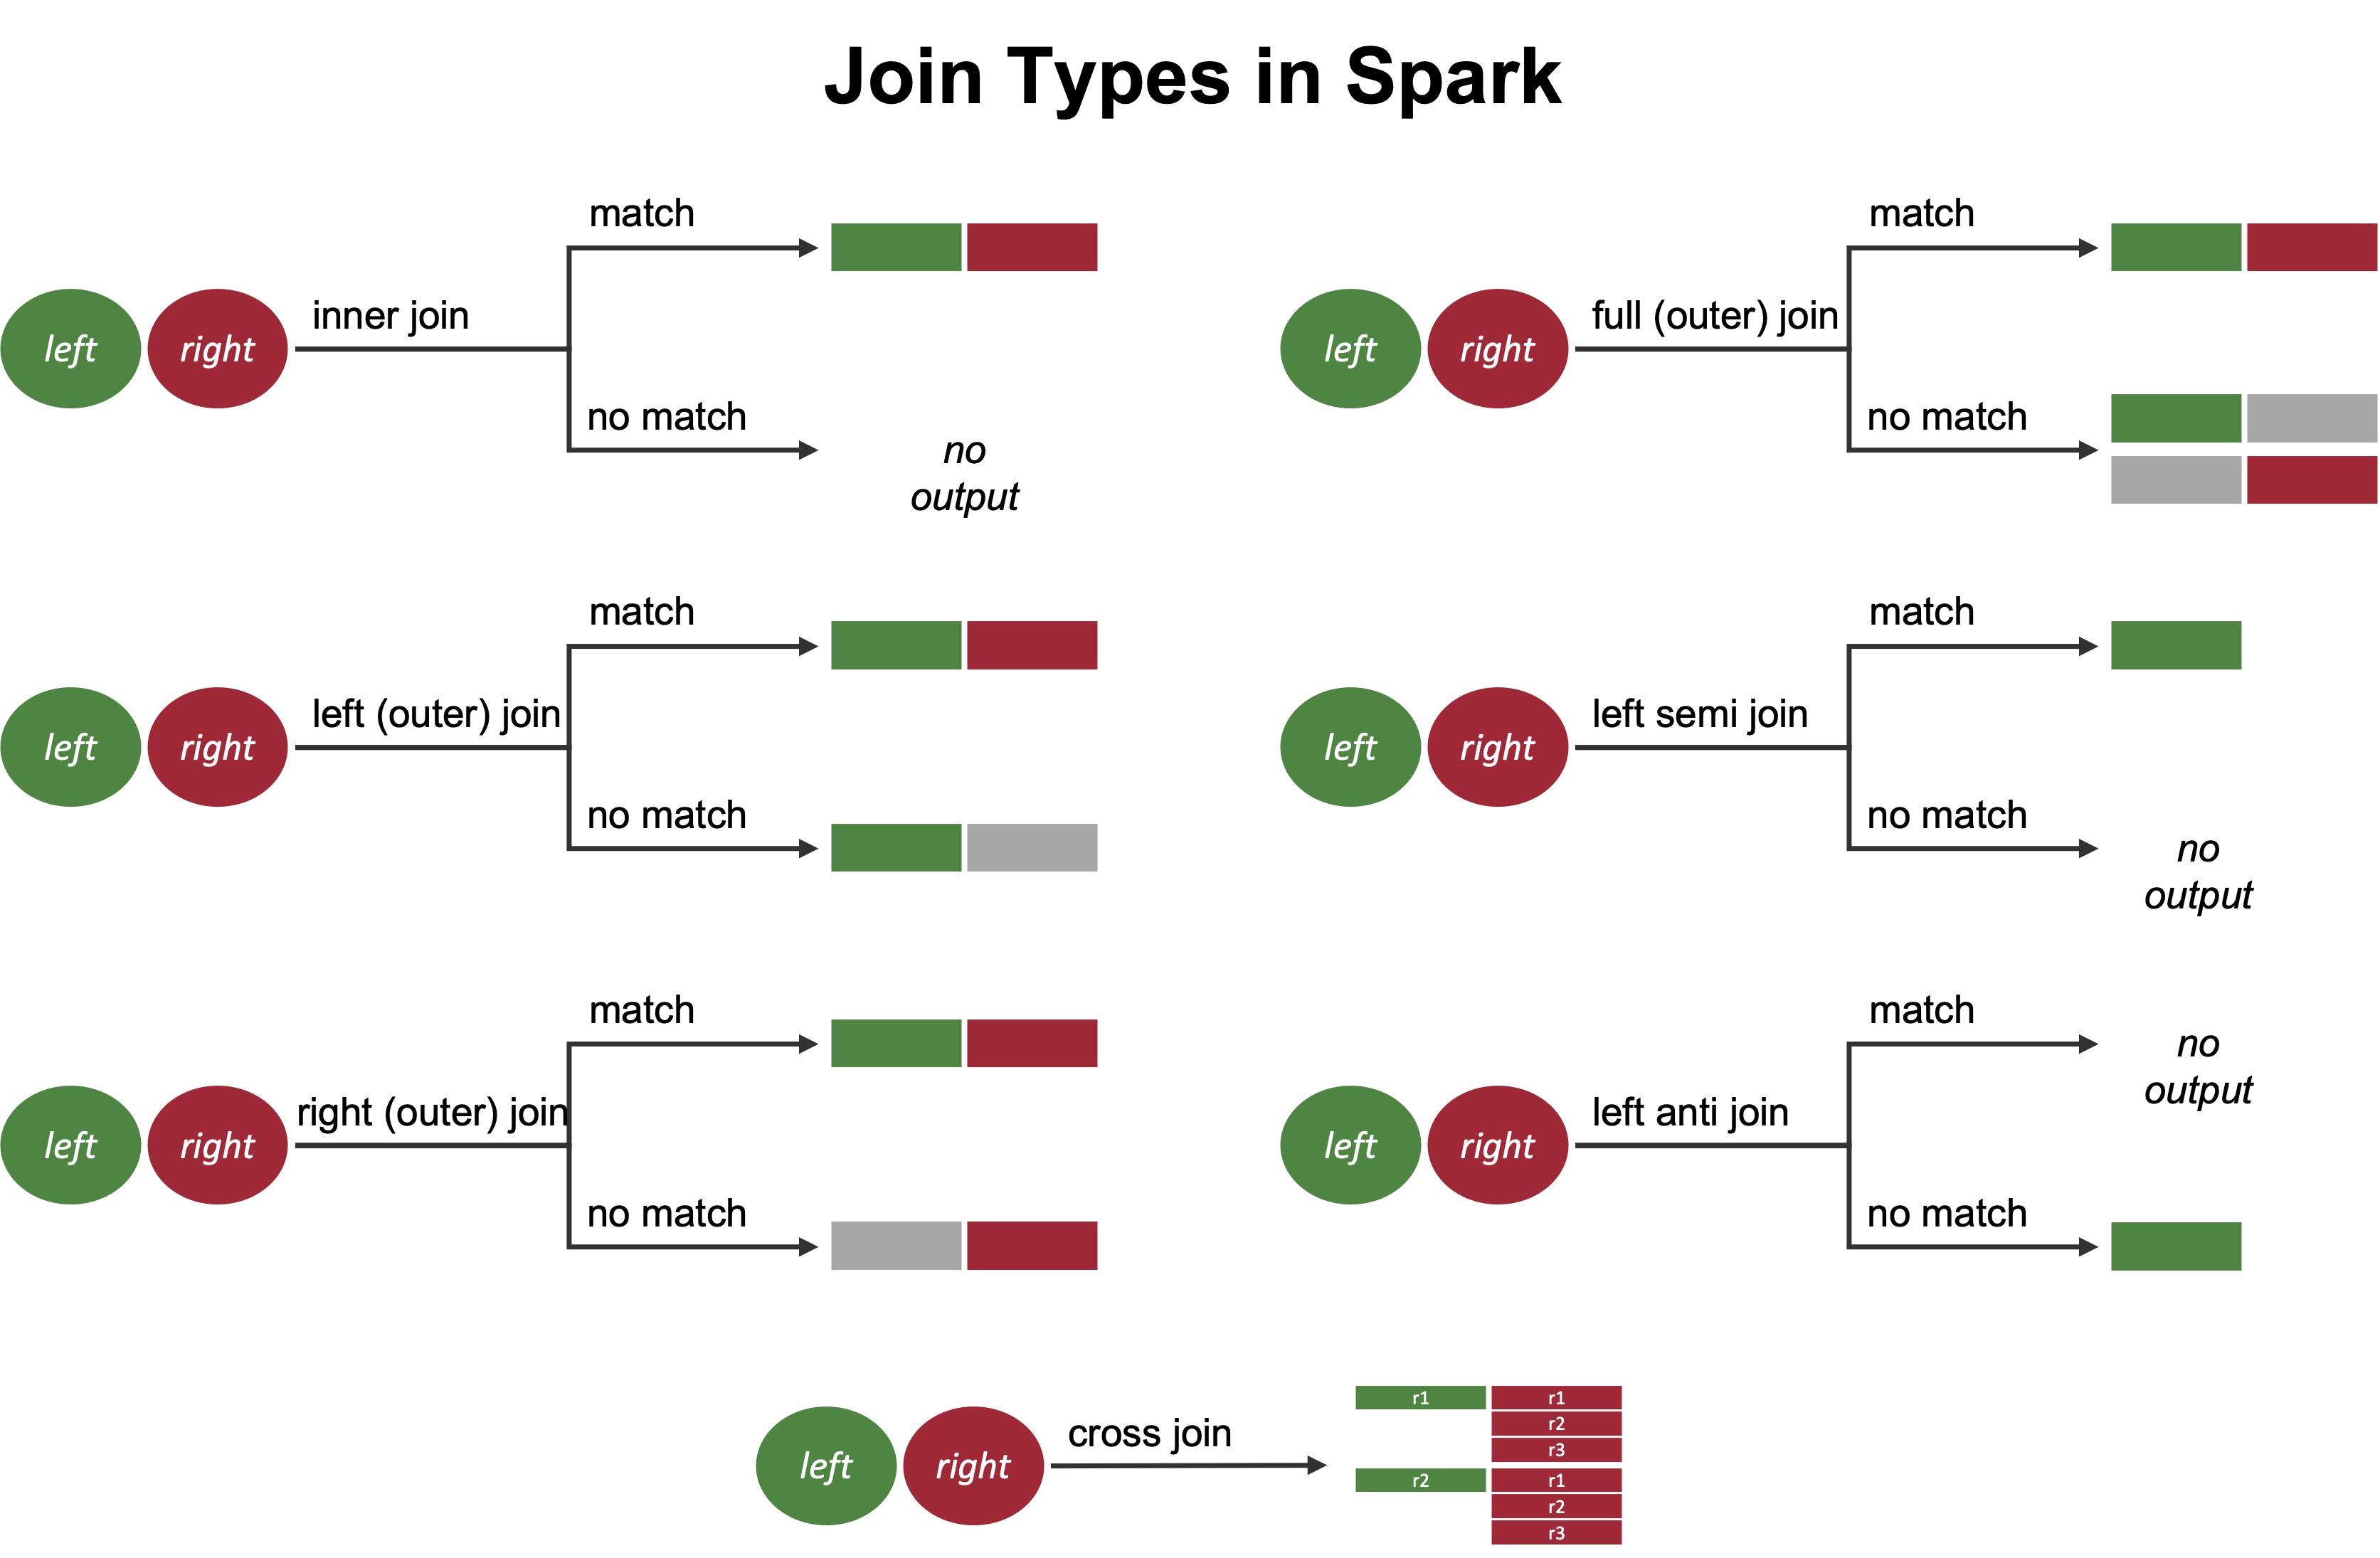 Join Types in Spark
left
right
inner join
match
no match
no
output
left
right
full (outer) join
match
no match
left
right
left (outer) join
match
no match
left
right
left semi join
match
no match
no
output
left
right
right (outer) join
match
no match
left
right
left anti join
match
no
output
no match
left
right
cross join
r1 r1
r2
r3
r2 r1
r2
r3